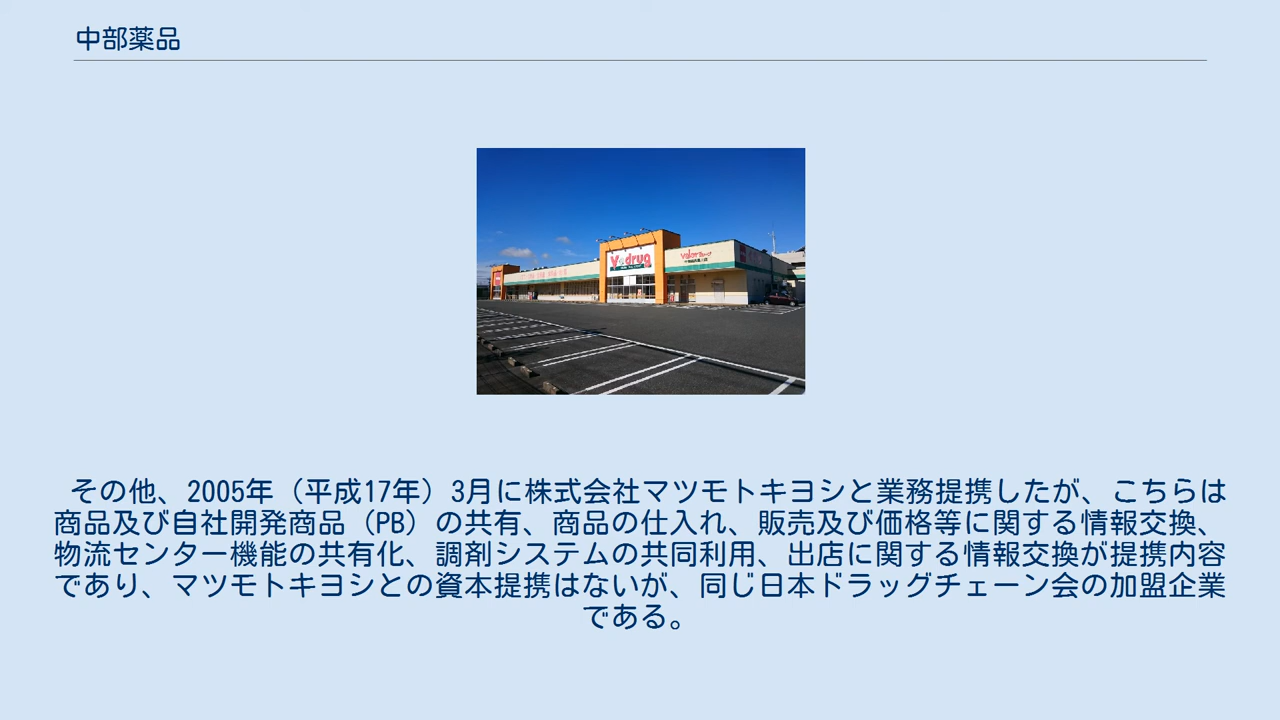 中部薬品
V・drug
Valor
その他、2005年（平成17年）3月に株式会社マツモトキヨシと業務提携したが、こちらは
商品及び自社開発商品（PB）の共有、商品の仕入れ、販売及び価格等に関する情報交換、
物流センター機能の共有化、調剤システムの共同利用、出店に関する情報交換が提携内容
であり、マツモトキヨシとの資本提携はないが、同じ日本ドラッグチェーン会の加盟企業
である。